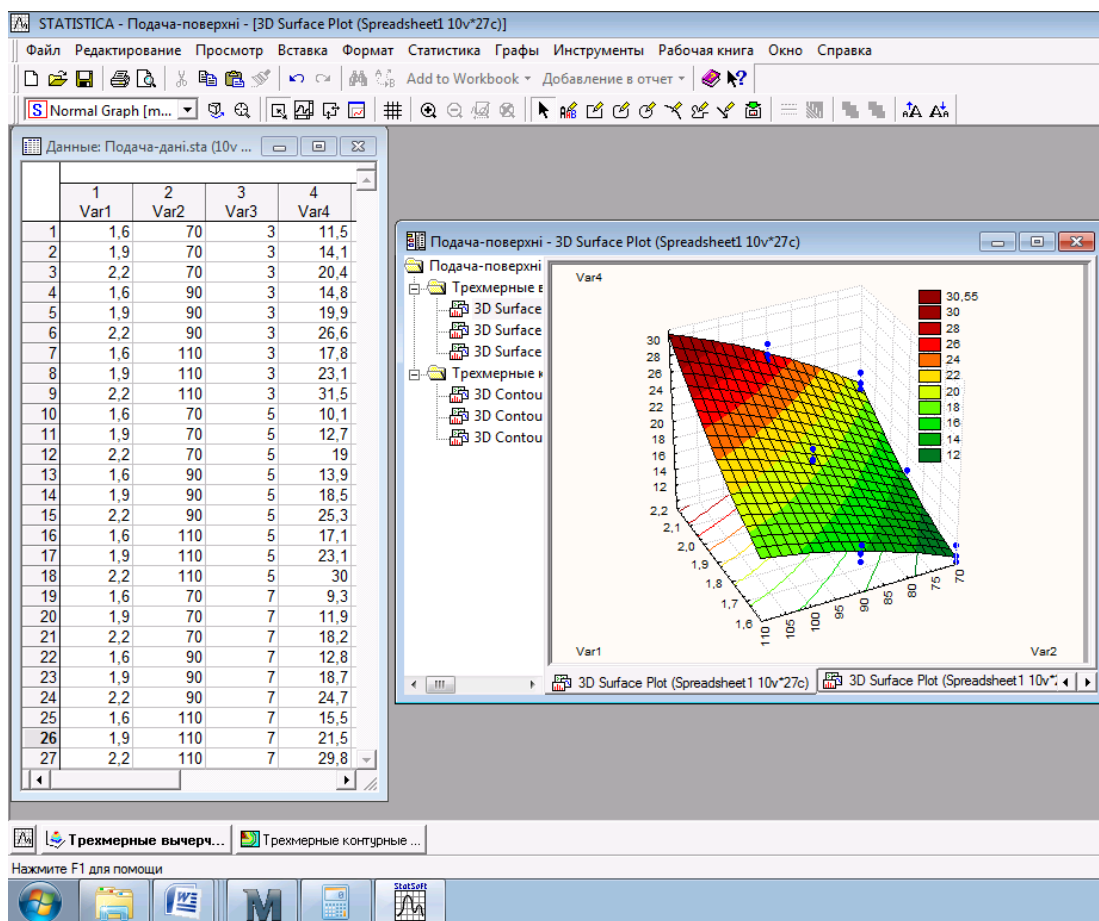 STATISTICA - Подача-поверхні - [3D Surface Plot (Spreadsheet1 10v*27c)]
Файл Редактирование Просмотр Вставка Формат Статистика Графы Инструменты Рабочая книга Окно Справка
Add to Workbook Добавление в отчет
S Normal Graph [m...
Данные: Подача-дані.sta (10v ...
1 2 3 4
Var1 Var2 Var3 Var4
1 1,6 70 3 11,5
2 1,9 70 3 14,1
3 2,2 70 3 20,4
4 1,6 90 3 14,8
5 1,9 90 3 19,9
6 2,2 90 3 26,6
7 1,6 110 3 17,8
8 1,9 110 3 23,1
9 2,2 110 3 31,5
10 1,6 70 5 10,1
11 1,9 70 5 12,7
12 2,2 70 5 19
13 1,6 90 5 13,9
14 1,9 90 5 18,5
15 2,2 90 5 25,3
16 1,6 110 5 17,1
17 1,9 110 5 23,1
18 2,2 110 5 30
19 1,6 70 7 9,3
20 1,9 70 7 11,9
21 2,2 70 7 18,2
22 1,6 90 7 12,8
23 1,9 90 7 18,7
24 2,2 90 7 24,7
25 1,6 110 7 15,5
26 1,9 110 7 21,5
27 2,2 110 7 29,8
Подача-поверхні - 3D Surface Plot (Spreadsheet1 10v*27c)
Подача-поверхні
Трехмерные в
3D Surface
3D Surface
3D Surface
Трехмерные к
3D Contou
3D Contou
3D Contou
Var4
30
28
26
24
22
20
18
16
14
12
2,2
2,1
2,0
1,9
1,8
1,7
1,6
110 105 100 95 90 85 80 75 70
30,55
30
28
26
24
22
20
18
16
14
12
Var1 Var2
3D Surface Plot (Spreadsheet1 10v*27c) 3D Surface Plot (Spreadsheet1 10v*2
Трехмерные вычерч... Трехмерные контурные ...
Нажмите F1 для помощи
StatSoft